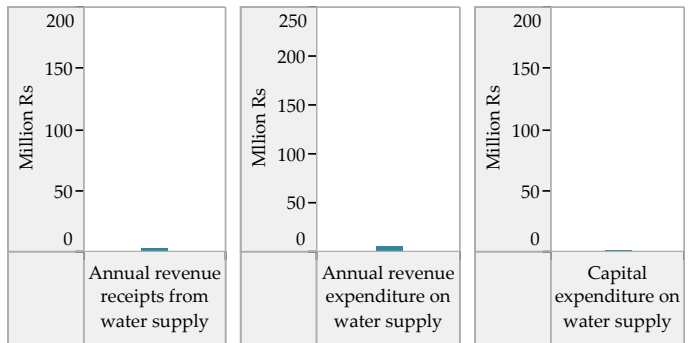 200
150
100
50
0
Million Rs
Annual revenue
receipts from
water supply
250
200
150
100
50
0
Mllion Rs
Annual revenue
expenditure on
water supply
200
150
100
50
0
Million Rs
Capital
expenditure on
water supply